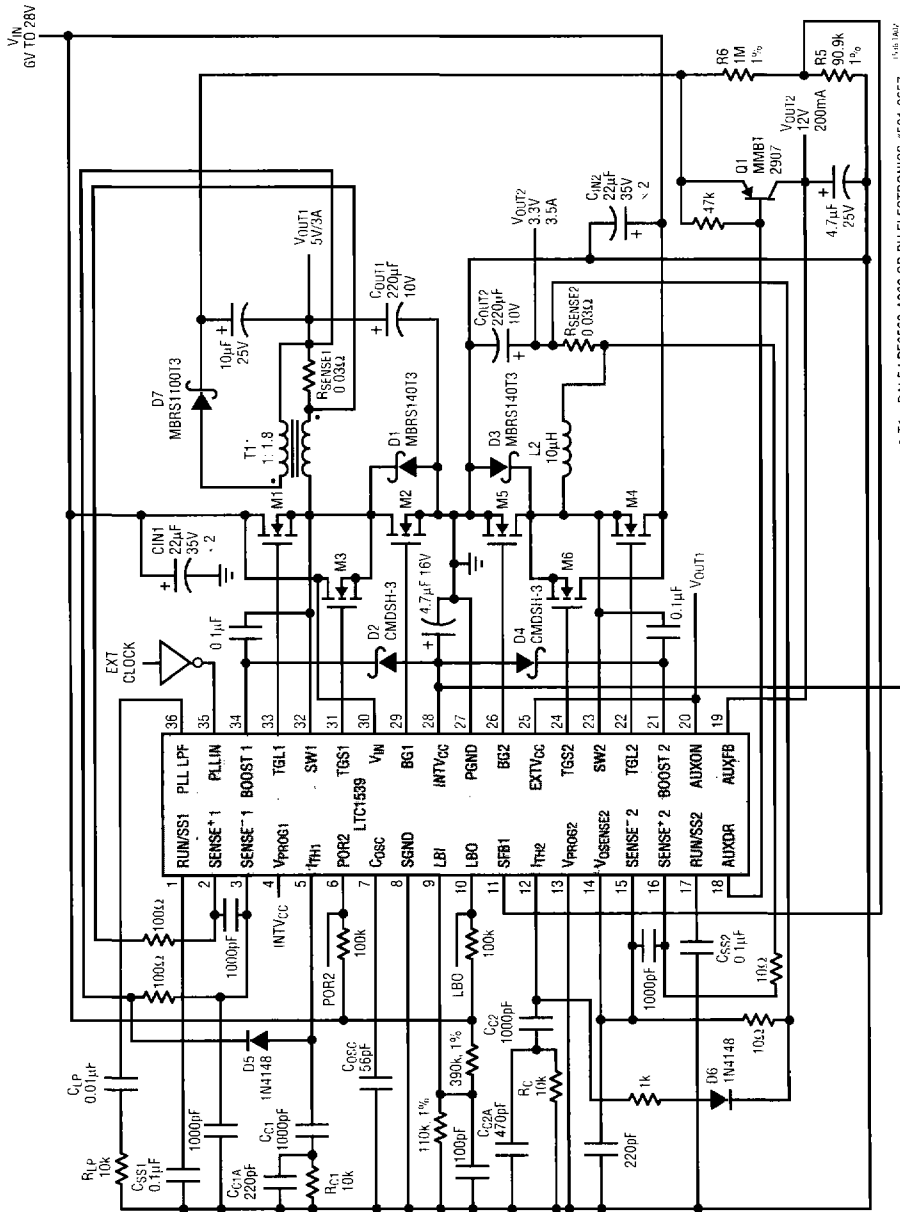 VIN
6V TO 28V
CIN1
22µF
35V
× 2
EXT
CLOCK
0.1µF
M1
M3
D2
CMDSH-3
4.7µF 16V
D4
CMDSH-3
M2
D1
MBRS140T3
M5
D3
MBRS140T3
M6
M4
0.1µF
VOUT1
T1*
1:1.8
D7
MBRS1100T3
10µF
25V
RSENSE1
0.03Ω
VOUT1
5V/3A
COUT1
220µF
10V
COUT2
220µF
10V
VOUT2
3.3V
3.5A
L2
10µH
RSENSE2
0.03Ω
CIN2
22µF
35V
× 2
47k
Q1
MMBT
2907
R6
1M
1%
R5
90.9k
1%
VOUT2
12V
200mA
4.7µF
25V
LTC1539
1
RUN/SS1
2
SENSE+ 1
3
SENSE– 1
4
VPROG1
5
ITH1
6
POR2
7
COSC
8
SGND
9
LBI
10
LBO
11
SFB1
12
ITH2
13
VPROG2
14
VOSENSE2
15
SENSE– 2
16
SENSE+ 2
17
RUN/SS2
18
AUXDR
36
PLL LPF
35
PLLIN
34
BOOST 1
33
TGL1
32
SW1
31
TGS1
30
VIN
29
BG1
28
INTVCC
27
PGND
26
BG2
25
EXTVCC
24
TGS2
23
SW2
22
TGL2
21
BOOST 2
20
AUXON
19
AUXFB
100Ω
100Ω
1000pF
INTVCC
POR2
100k
LBO
100k
CLP
0.01µF
RLP
10k
CSS1
0.1µF
1000pF
D5
1N4148
CC1
1000pF
CC1A
220pF
RC1
10k
COSC
56pF
390k, 1%
110k, 1%
100pF
CC2
1000pF
CC2A
470pF
RC
10k
1k
D6
1N4148
220pF
1000pF
CSS2
0.1µF
10Ω
10Ω